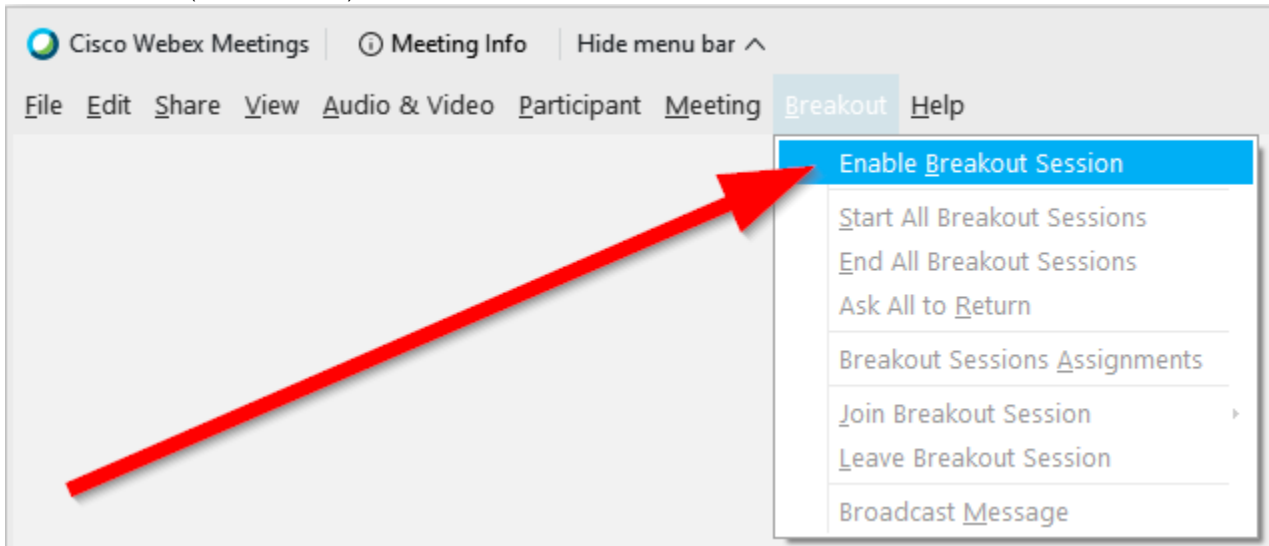 Cisco Webex Meetings Meeting Info Hide menu bar
File Edit Share View Audio & Video Participant Meeting Breakout Help
Enable Breakout Session
Start All Breakout Sessions
End All Breakout Sessions
Ask All to Return
Breakout Sessions Assignments
Join Breakout Session
Leave Breakout Session
Broadcast Message